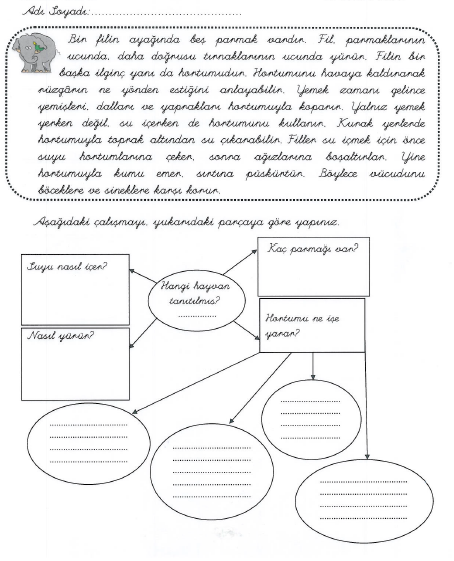 Adı Soyadı:
Bir filin ayağında beş parmak vardır. Fil, parmaklarının
ucunda, daha doğrusu tırnaklarının ucunda yürür. Filin bir
başka ilginç yanı da hortumudur. Hortumunu havaya kaldırarak
rüzgârın ne yönden estiğini anlayabilir. Yemek zamanı gelince
yemişleri, dalları ve yaprakları hortumuyla koparır. Yalnız yemek
yerken değil, su içerken de hortumunu kullanır. Kurak yerlerde
hortumuyla toprak altından su çıkarabilir. Filler su içmek için önce
suyu hortumlarına çeker, sonra ağızlarına boşaltırlar. Yine
hortumuyla kumu emer, sırtına püskürtür. Böylece vücudunu
böceklere ve sineklere karşı korur.
Aşağıdaki çalışmayı, yukarıdaki parçaya göre yapınız.
Kaç parmağı var?
Suyu nasıl içer?
Hangi hayvan
tanıtılmış?
Hortumu ne işe
yarar?
Nasıl yürür?